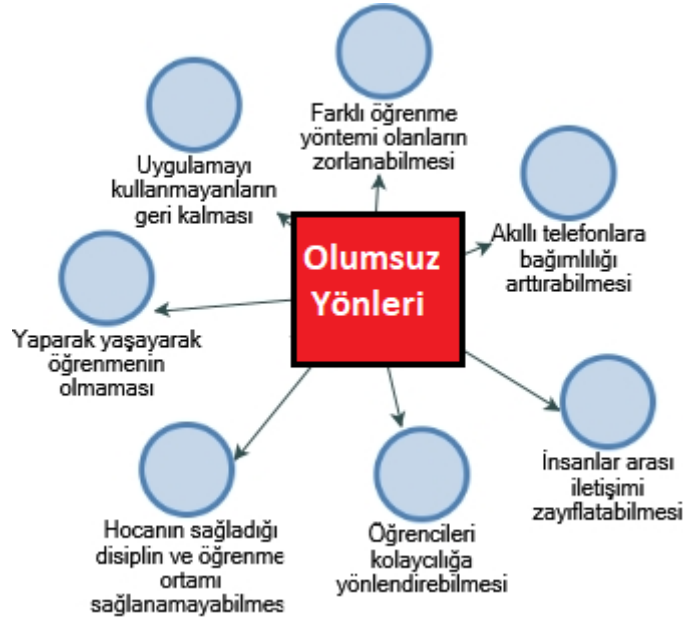 Farklı öğrenme
yöntemi olanların
zorlanabilmesi
Uygulamayı
kullanmayanların
geri kalması
Akıllı telefonlara
bağımlılığı
arttırabilmesi
Olumsuz
Yönleri
Yaparak yaşayarak
öğrenmenin
olmaması
İnsanlar arası
iletişimi
zayıflatabilmesi
Hocanın sağladığı
disiplin ve öğrenme
ortamı
sağlanamayabilmes
Öğrencileri
kolaycılığa
yönlendirebilmesi